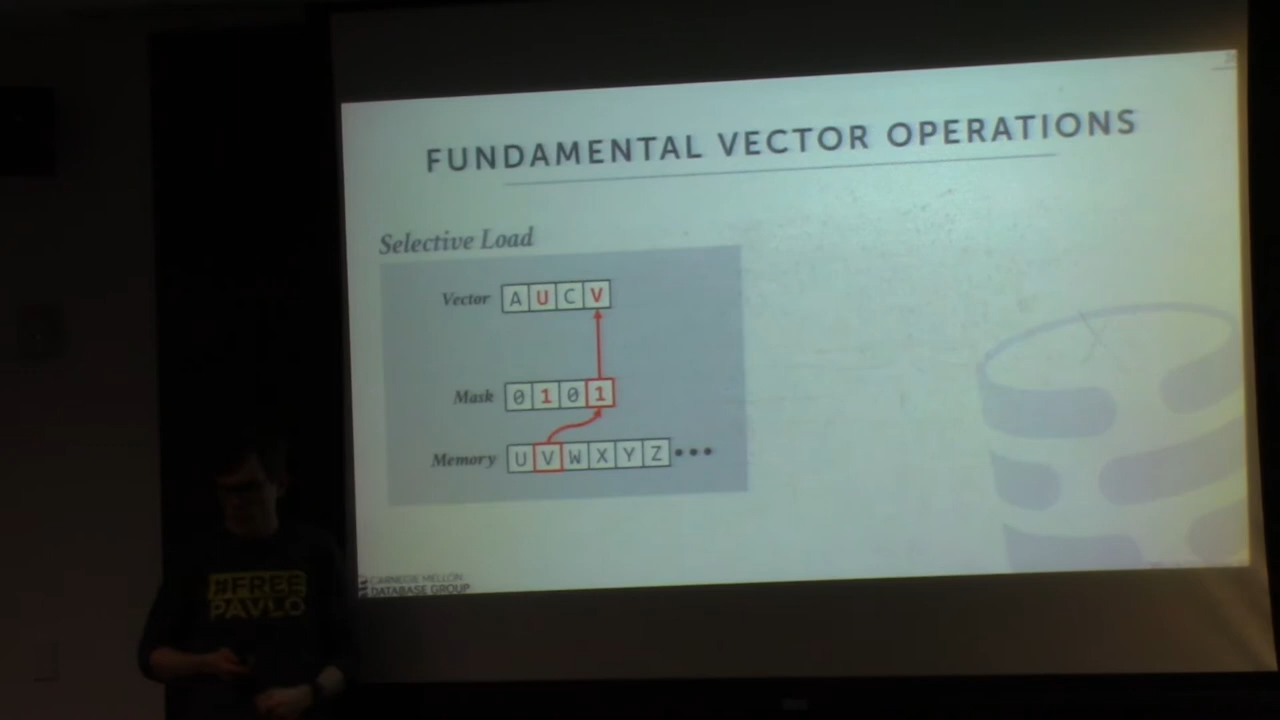 FUNDAMENTAL VECTOR OPERATIONS
Selective Load
Vector A U C V
Mask 0 1 0 1
Memory U V W X Y Z •••
CARNEGIE MELLON
DATABASE GROUP
#FREE
PAVLO